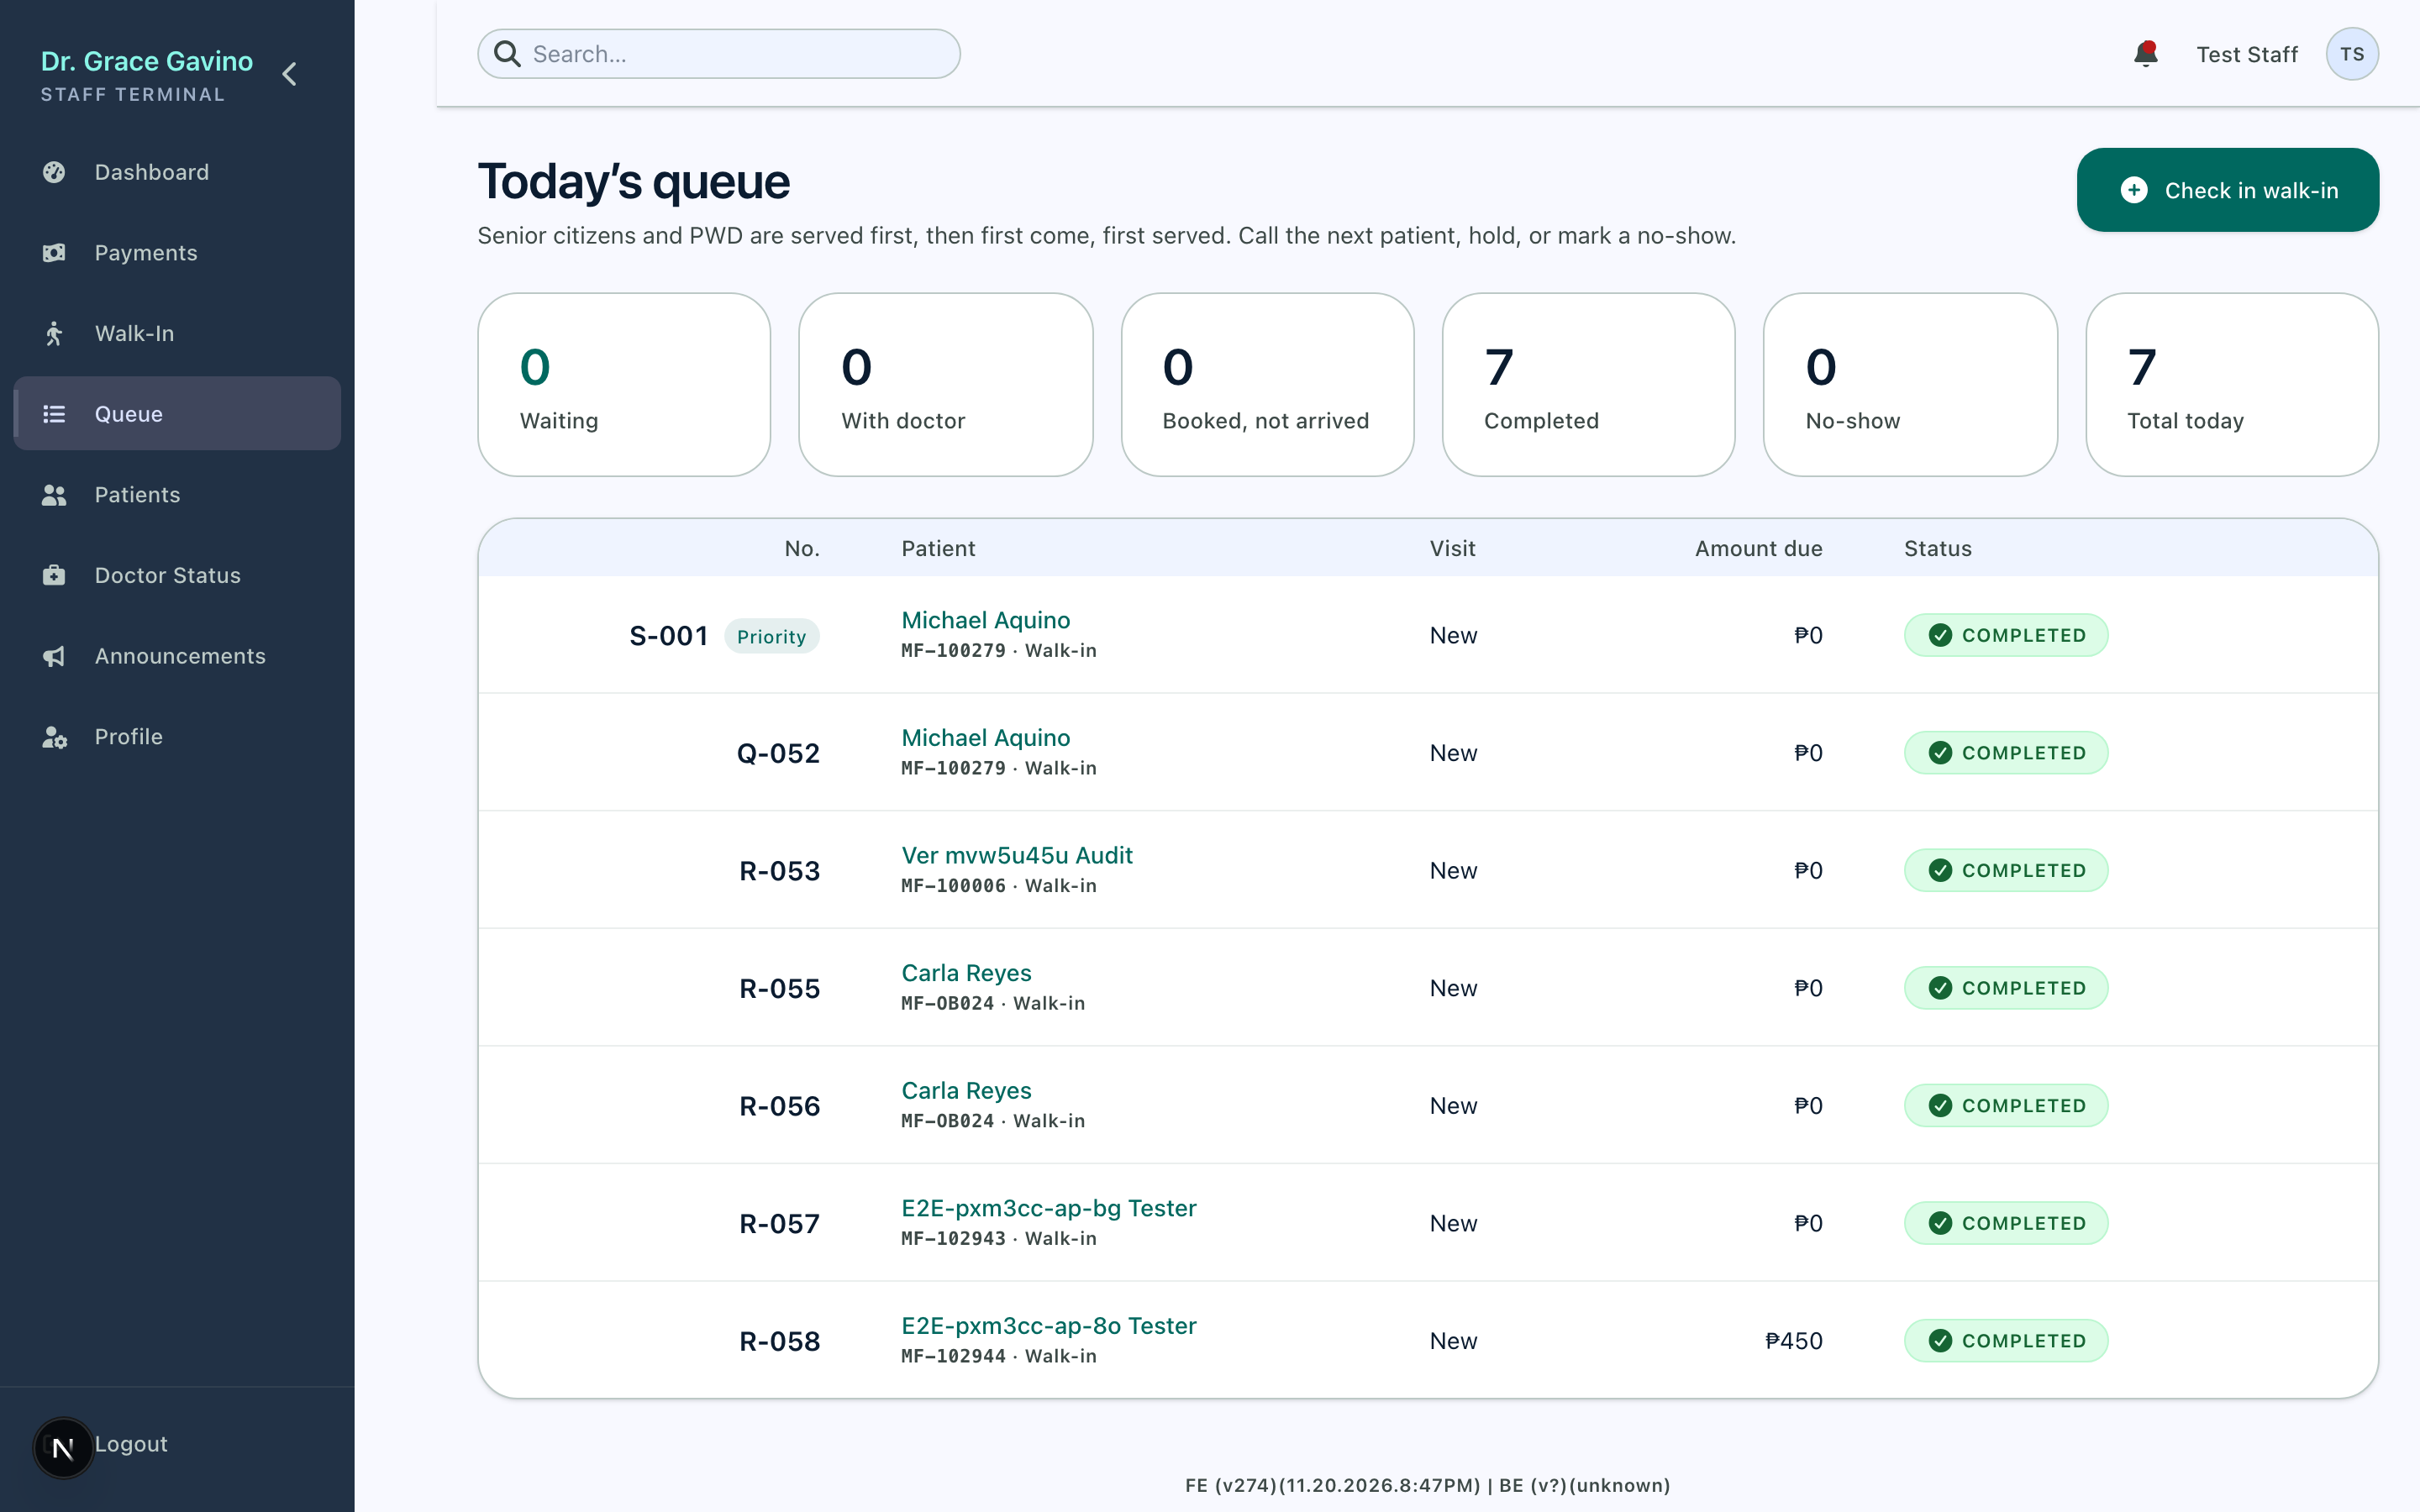 Dr. Grace Gavino
STAFF TERMINAL
Dashboard
Payments
Walk-In
Queue
Patients
Doctor Status
Announcements
Profile
N Logout
Search...
Test Staff TS
Today’s queue
Senior citizens and PWD are served first, then first come, first served. Call the next patient, hold, or mark a no-show.
Check in walk-in
0
Waiting
0
With doctor
0
Booked, not arrived
7
Completed
0
No-show
7
Total today
No. Patient Visit Amount due Status
S-001 Priority Michael Aquino New ₱0 COMPLETED
MF-100279 · Walk-in
Q-052 Michael Aquino New ₱0 COMPLETED
MF-100279 · Walk-in
R-053 Ver mvw5u45u Audit New ₱0 COMPLETED
MF-100006 · Walk-in
R-055 Carla Reyes New ₱0 COMPLETED
MF-OB024 · Walk-in
R-056 Carla Reyes New ₱0 COMPLETED
MF-OB024 · Walk-in
R-057 E2E-pxm3cc-ap-bg Tester New ₱0 COMPLETED
MF-102943 · Walk-in
R-058 E2E-pxm3cc-ap-8o Tester New ₱450 COMPLETED
MF-102944 · Walk-in
FE (v274)(11.20.2026.8:47PM) | BE (v?)(unknown)